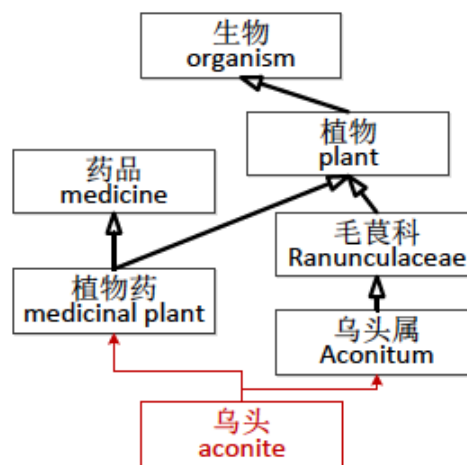 生物
organism
植物
plant
药品
medicine
毛茛科
Ranunculaceae
植物药
medicinal plant
乌头属
Aconitum
乌头
aconite